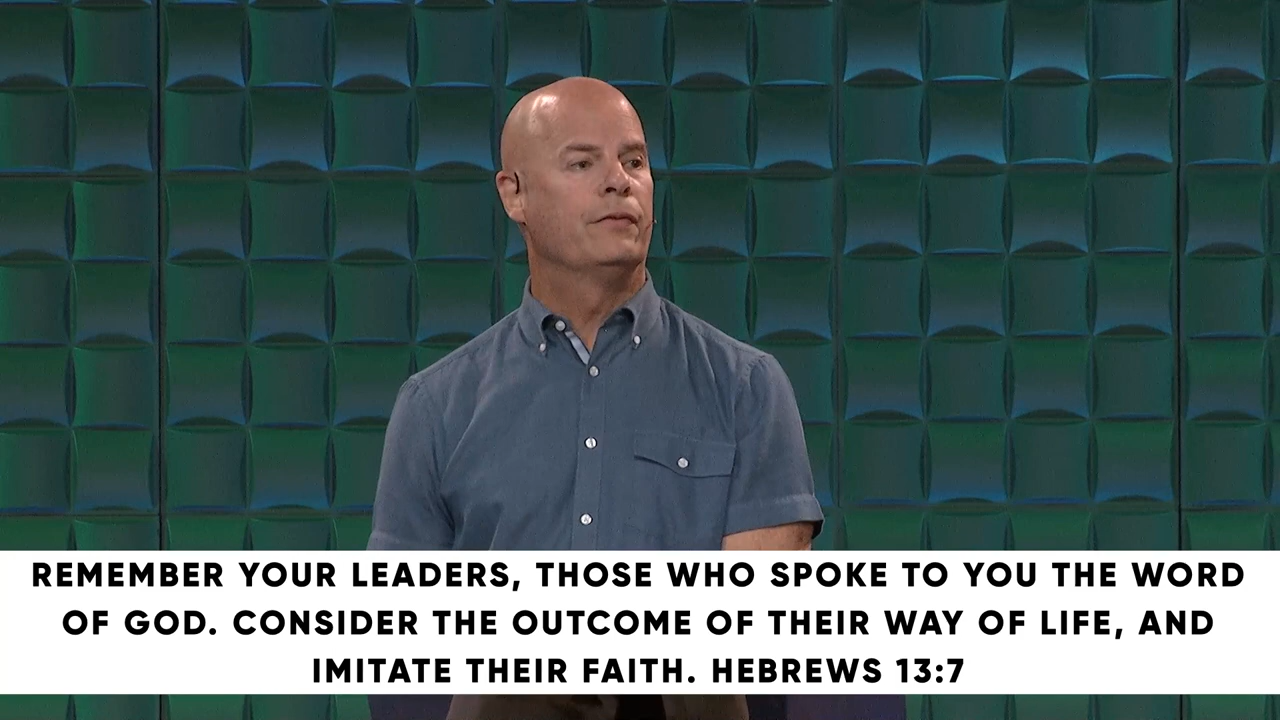 REMEMBER YOUR LEADERS, THOSE WHO SPOKE TO YOU THE WORD
OF GOD. CONSIDER THE OUTCOME OF THEIR WAY OF LIFE, AND
IMITATE THEIR FAITH. HEBREWS 13:7